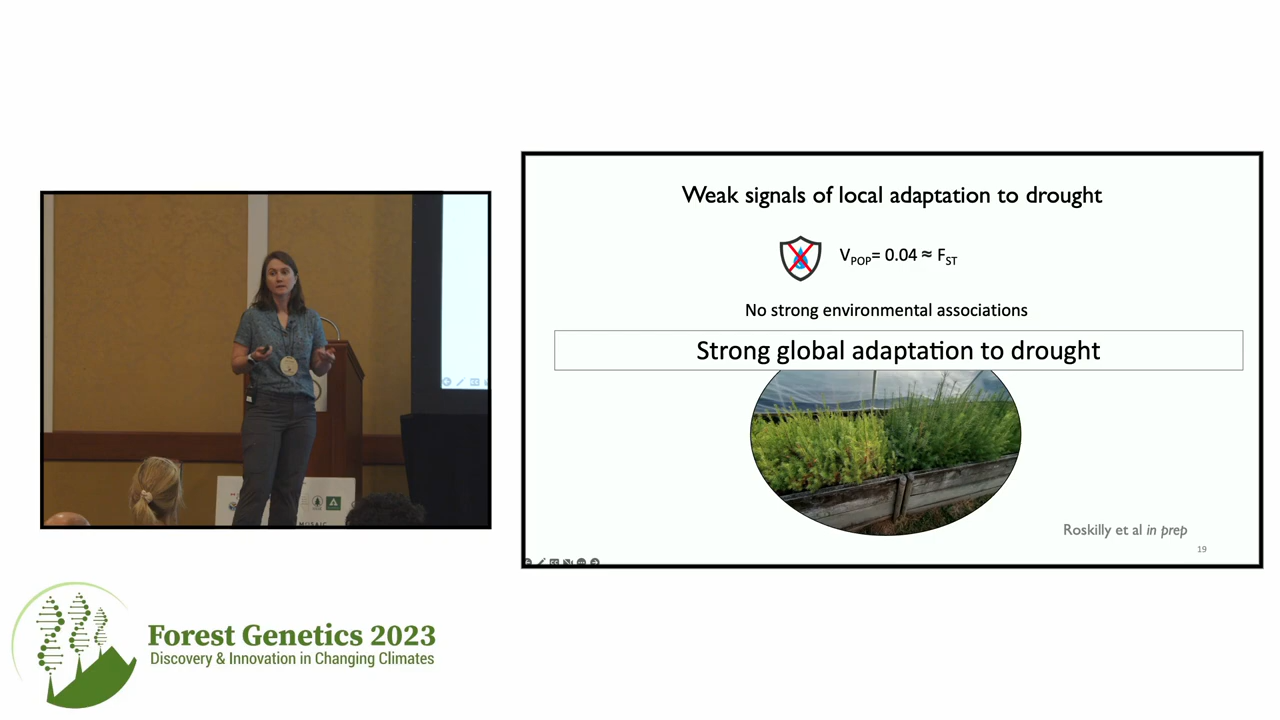 Weak signals of local adaptation to drought
VPOP= 0.04 ≈ FST
No strong environmental associations
Strong global adaptation to drought
Roskilly et al in prep
19
MOSAIC
Forest Genetics 2023
Discovery & Innovation in Changing Climates